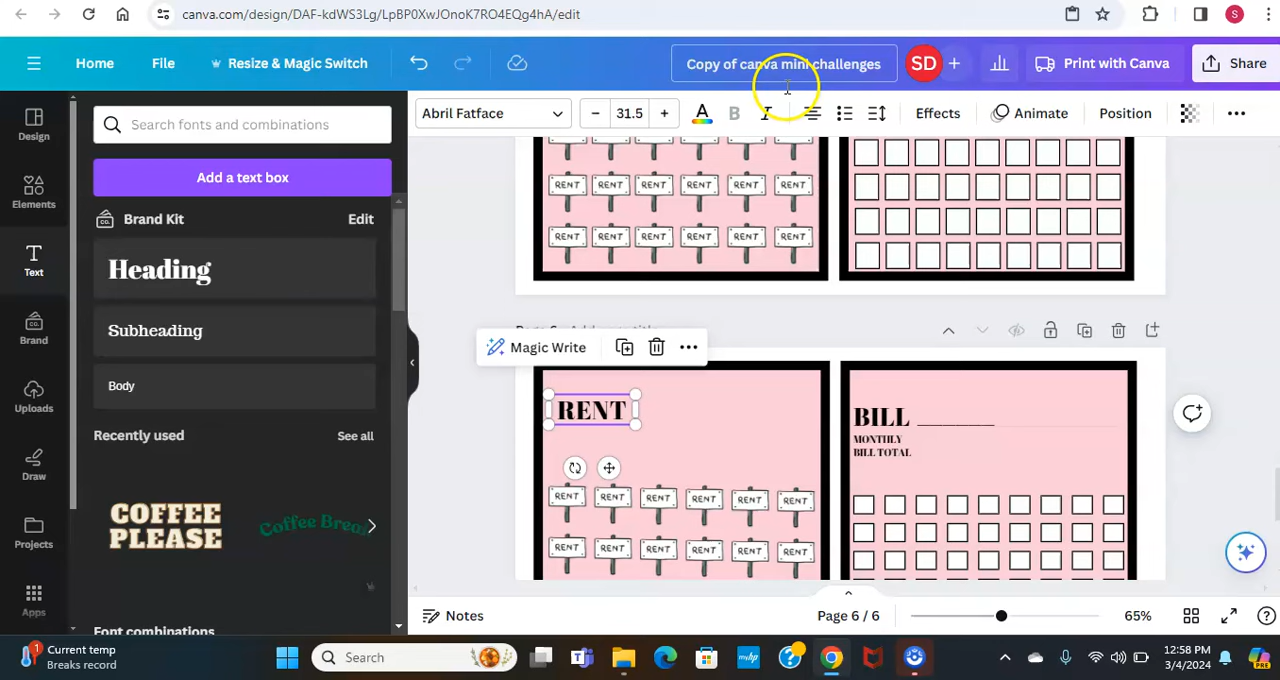 canva.com/design/DAF-kdWS3Lg/LpBP0XwJOnoK7RO4EQg4hA/edit
S
Home File Resize & Magic Switch Copy of canva mini challenges SD + Print with Canva Share
Search fonts and combinations
Abril Fatface – 31.5 + A B I Effects Animate Position
Design
Elements
Text
Brand
Uploads
Draw
Projects
Apps
Add a text box
Brand Kit Edit
Heading
Subheading
Body
Recently used See all
COFFEE
PLEASE
Coffee Break
Font combinations
RENT RENT RENT RENT RENT RENT
RENT RENT RENT RENT RENT RENT
Magic Write
RENT
BILL
MONTHLY
BILL TOTAL
RENT RENT RENT RENT RENT RENT
RENT RENT RENT RENT RENT RENT
Notes Page 6 / 6 65%
1
Current temp
Breaks record
Search
12:58 PM
3/4/2024
PRE